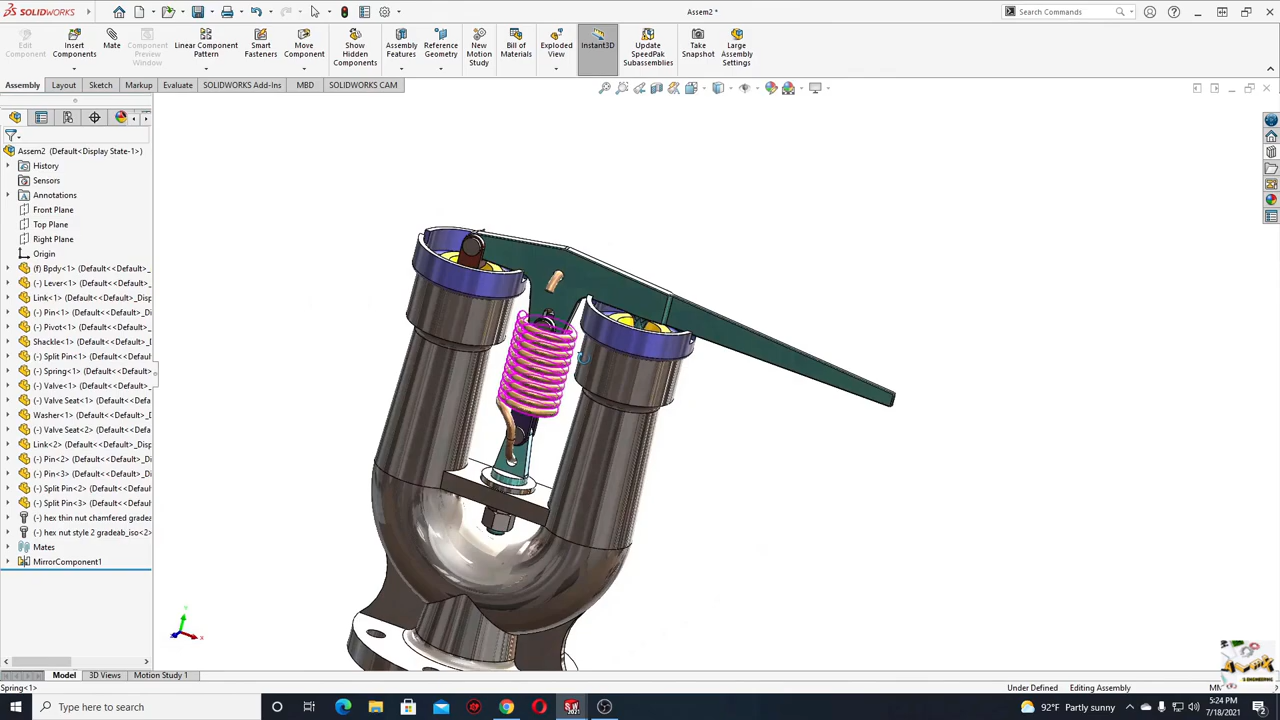 SOLIDWORKS
Assem2 *
Search Commands
Edit Component
Insert Components
Mate
Component Preview Window
Linear Component Pattern
Smart Fasteners
Move Component
Show Hidden Components
Assembly Features
Reference Geometry
New Motion Study
Bill of Materials
Exploded View
Instant3D
Update SpeedPak Subassemblies
Take Snapshot
Large Assembly Settings
Assembly
Layout
Sketch
Markup
Evaluate
SOLIDWORKS Add-Ins
MBD
SOLIDWORKS CAM
Assem2 (Default<Display State-1>)
History
Sensors
Annotations
Front Plane
Top Plane
Right Plane
Origin
(f) Bpdy<1> (Default<<Default>_
(-) Lever<1> (Default<<Default>_
Link<1> (Default<<Default>_Disp
(-) Pin<1> (Default<<Default>_Di
(-) Pivot<1> (Default<<Default>_
Shackle<1> (Default<<Default>_
(-) Split Pin<1> (Default<<Defaul
(-) Spring<1> (Default<<Default>
(-) Valve<1> (Default<<Default>_
(-) Valve Seat<1> (Default<<Defa
Washer<1> (Default<<Default>_
(-) Valve Seat<2> (Default<<Defa
Link<2> (Default<<Default>_Disp
(-) Pin<2> (Default<<Default>_Di
(-) Pin<3> (Default<<Default>_Di
(-) Split Pin<2> (Default<<Defaul
(-) Split Pin<3> (Default<<Defaul
(-) hex thin nut chamfered gradea
(-) hex nut style 2 gradeab_iso<2>
Mates
MirrorComponent1
Y
X
Z
Model
3D Views
Motion Study 1
Spring<1>
Under Defined
Editing Assembly
Type here to search
92°F Partly sunny
5:24 PM
7/18/2021